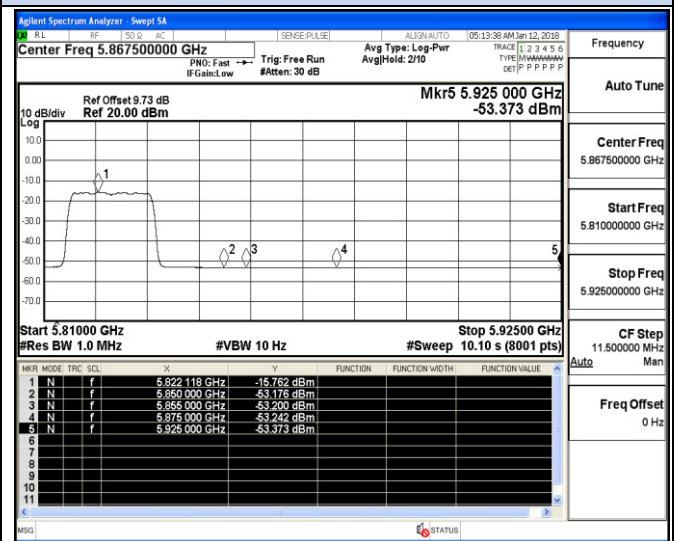 Agilent Spectrum Analyzer - Swept SA
RL RF 50 Ω AC SENSE:PULSE ALIGN AUTO 05:13:38 AM Jan 12, 2018
Center Freq 5.867500000 GHz
PNO: Fast
IFGain:Low
Trig: Free Run
#Atten: 30 dB
Avg Type: Log-Pwr
Avg|Hold: 2/10
TRACE 1 2 3 4 5 6
TYPE M
DET P P P P P P
Ref Offset 9.73 dB
Ref 20.00 dBm
10 dB/div
Log
Mkr5 5.925 000 GHz
-53.373 dBm
10.0
0.00
-10.0
-20.0
-30.0
-40.0
-50.0
-60.0
-70.0
1
2
3
4
5
Start 5.81000 GHz
Stop 5.92500 GHz
#Res BW 1.0 MHz
#VBW 10 Hz
#Sweep 10.10 s (8001 pts)
MKR MODE TRC SCL X Y FUNCTION FUNCTION WIDTH FUNCTION VALUE
1 N f 5.822 118 GHz -15.762 dBm
2 N f 5.850 000 GHz -53.176 dBm
3 N f 5.855 000 GHz -53.200 dBm
4 N f 5.875 000 GHz -53.242 dBm
5 N f 5.925 000 GHz -53.373 dBm
6
7
8
9
10
11
MSG
STATUS
Frequency
Auto Tune
Center Freq
5.867500000 GHz
Start Freq
5.810000000 GHz
Stop Freq
5.925000000 GHz
CF Step
11.500000 MHz
Auto Man
Freq Offset
0 Hz